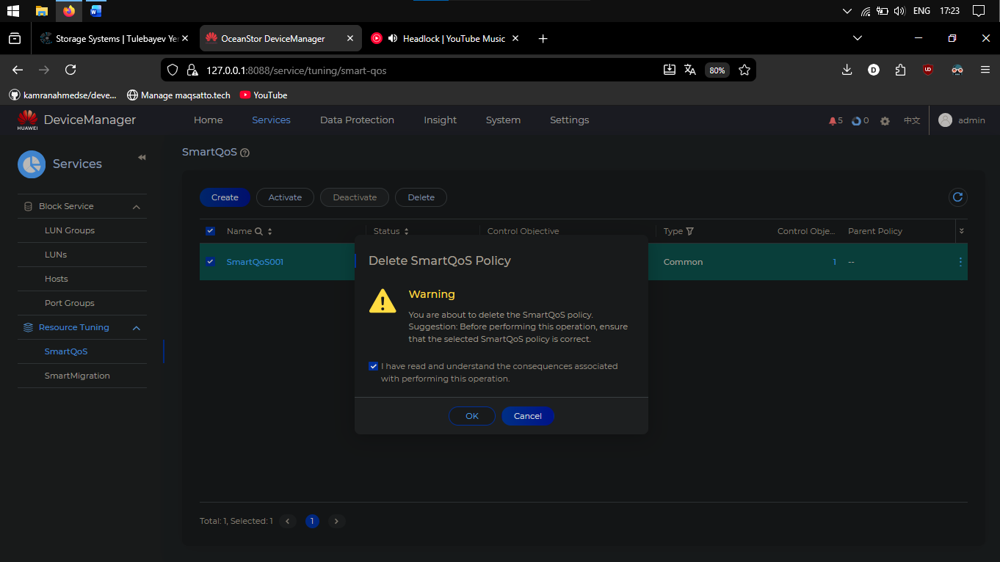 ENG 17:23
Storage Systems | Tulebayev Ye
OceanStor DeviceManager
Headlock | YouTube Music
127.0.0.1:8088/service/tuning/smart-qos
80%
D
UD
kamranahmedse/deve...
Manage maqsatto.tech
YouTube
HUAWEI
DeviceManager
Home
Services
Data Protection
Insight
System
Settings
5
0
中文
admin
Services
SmartQoS
Block Service
LUN Groups
LUNs
Hosts
Port Groups
Resource Tuning
SmartQoS
SmartMigration
Create
Activate
Deactivate
Delete
Name
Status
Control Objective
Type
Control Obje...
Parent Policy
SmartQoS001
Common
1
--
Delete SmartQoS Policy
Warning
You are about to delete the SmartQoS policy.
Suggestion: Before performing this operation, ensure
that the selected SmartQoS policy is correct.
I have read and understand the consequences associated
with performing this operation.
OK
Cancel
Total: 1, Selected: 1
1